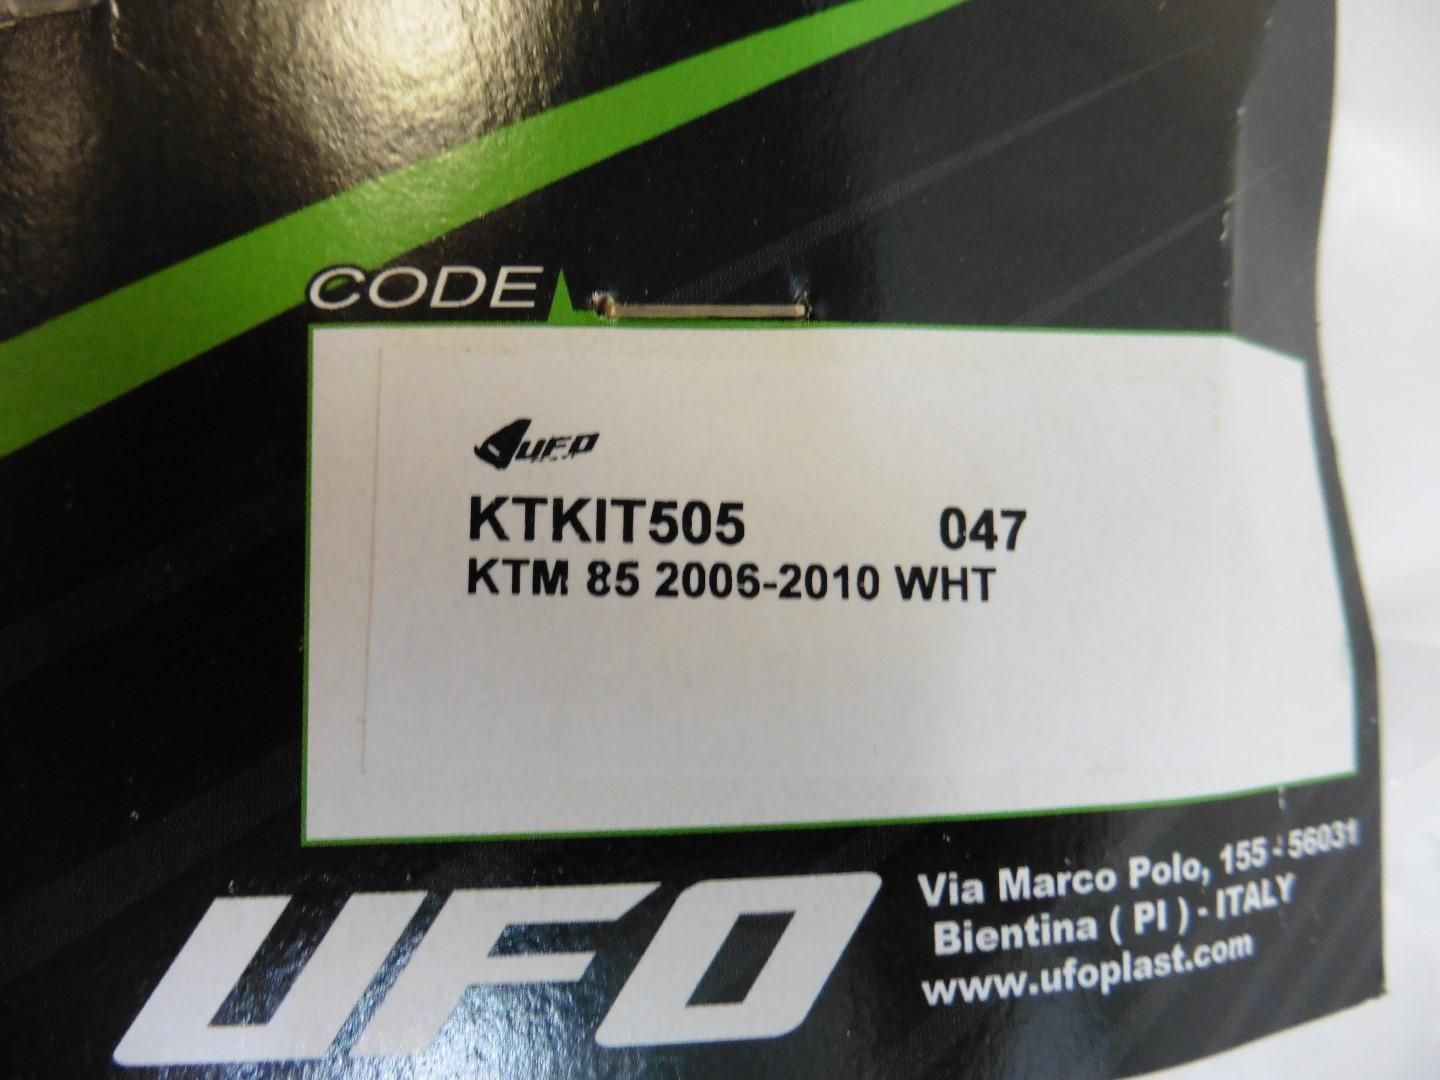 CODE
UFO
KTKIT505 047
KTM 85 2006-2010 WHT
UFO
Via Marco Polo, 155 - 56031
Bientina ( PI ) - ITALY
www.ufoplast.com